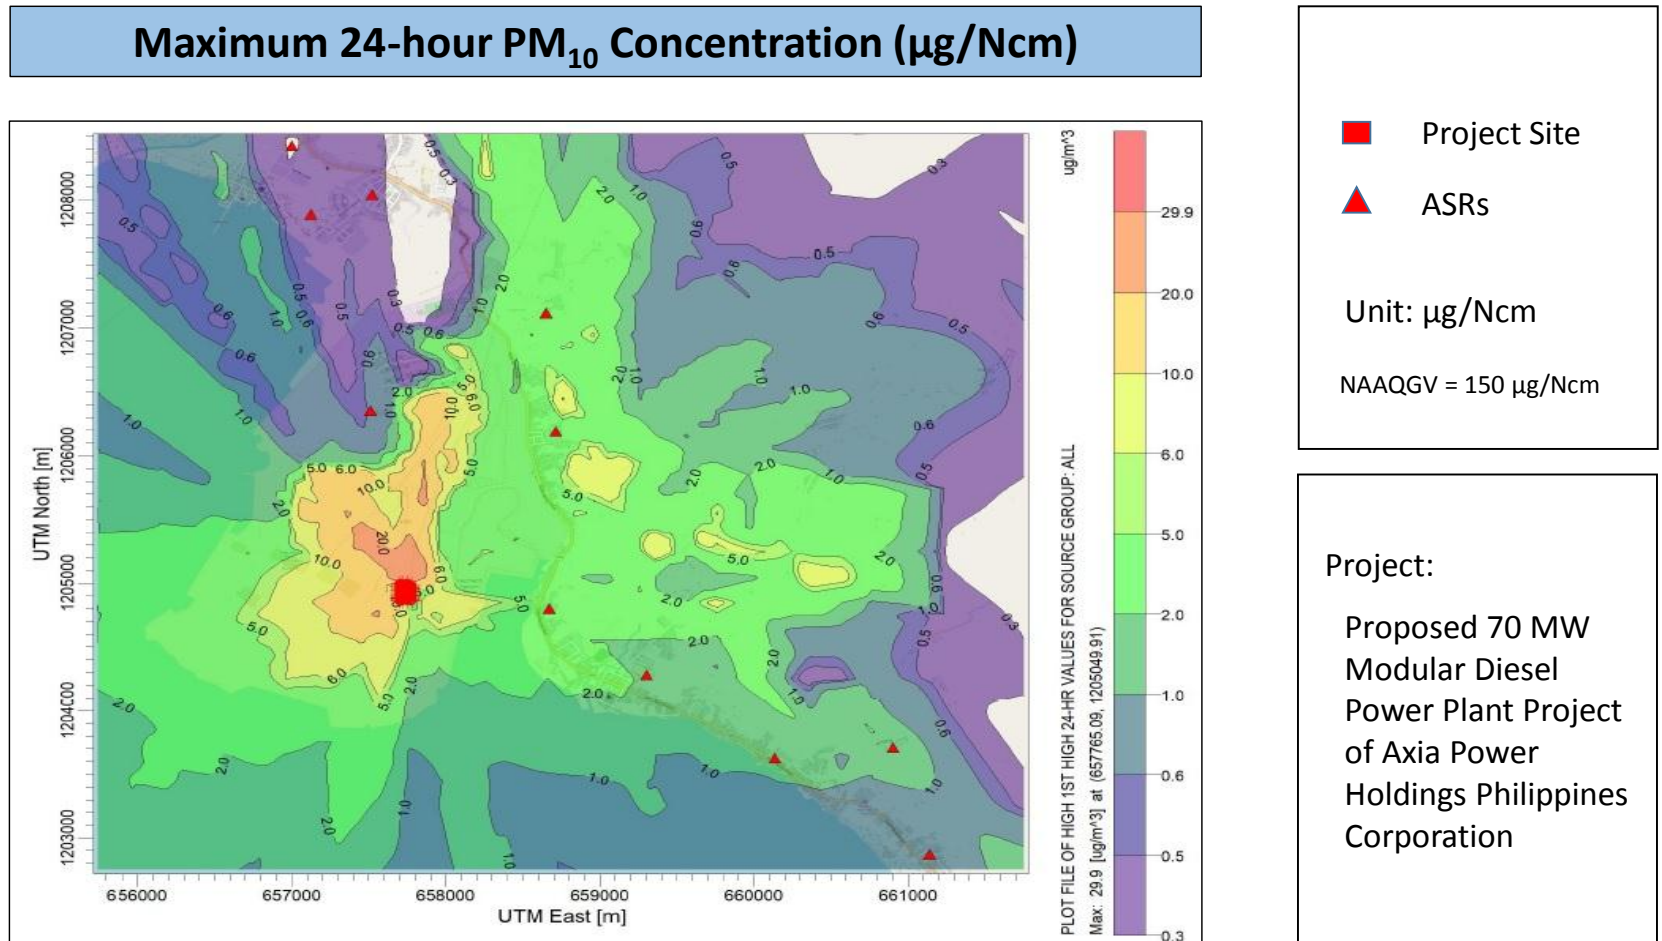 Maximum 24-hour PM10 Concentration (µg/Ncm)
Project Site
ASRs
Unit: µg/Ncm
NAAQGV = 150 µg/Ncm
Project:
Proposed 70 MW
Modular Diesel
Power Plant Project
of Axia Power
Holdings Philippines
Corporation
UTM North [m]
1208000
1207000
1206000
1205000
1204000
1203000
656000
657000
658000
659000
660000
661000
UTM East [m]
PLOT FILE OF HIGH 1ST HIGH 24-HR VALUES FOR SOURCE GROUP: ALL
ug/m^3
Max: 29.9 [ug/m^3] at (657765.09, 1205049.91)
29.9
20.0
10.0
6.0
5.0
2.0
1.0
0.6
0.5
0.3